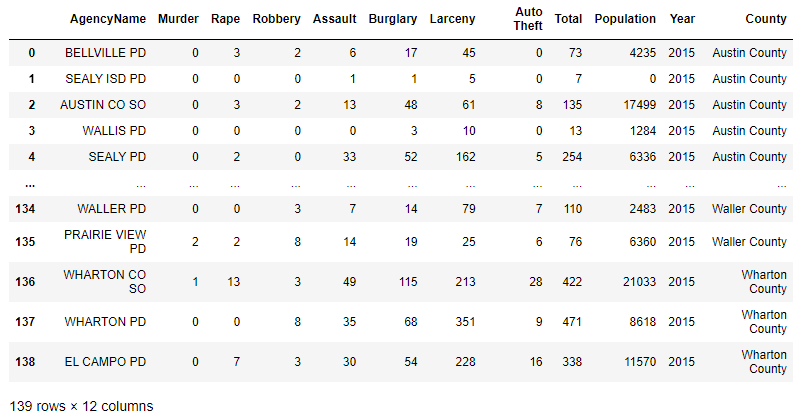 AgencyName Murder Rape Robbery Assault Burglary Larceny Auto Theft Total Population Year County
0 BELLVILLE PD 0 3 2 6 17 45 0 73 4235 2015 Austin County
1 SEALY ISD PD 0 0 0 1 1 5 0 7 0 2015 Austin County
2 AUSTIN CO SO 0 3 2 13 48 61 8 135 17499 2015 Austin County
3 WALLIS PD 0 0 0 0 3 10 0 13 1284 2015 Austin County
4 SEALY PD 0 2 0 33 52 162 5 254 6336 2015 Austin County
... ... ... ... ... ... ... ... ... ... ... ... ...
134 WALLER PD 0 0 3 7 14 79 7 110 2483 2015 Waller County
135 PRAIRIE VIEW PD 2 2 8 14 19 25 6 76 6360 2015 Waller County
136 WHARTON CO SO 1 13 3 49 115 213 28 422 21033 2015 Wharton County
137 WHARTON PD 0 0 8 35 68 351 9 471 8618 2015 Wharton County
138 EL CAMPO PD 0 7 3 30 54 228 16 338 11570 2015 Wharton County
139 rows × 12 columns